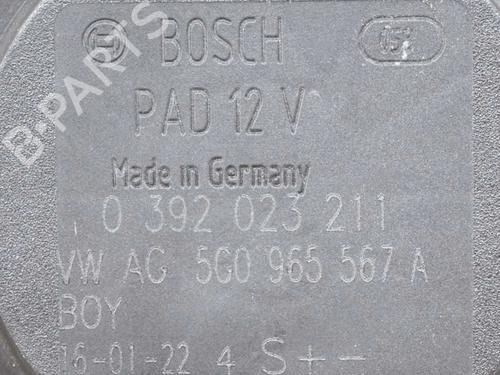 BOSCH
PAD 12 V
Made in Germany
0 392 023 211
VW AG 5G0 965 567 A
BOY
16-01-22 4 S + -
B-PARTS